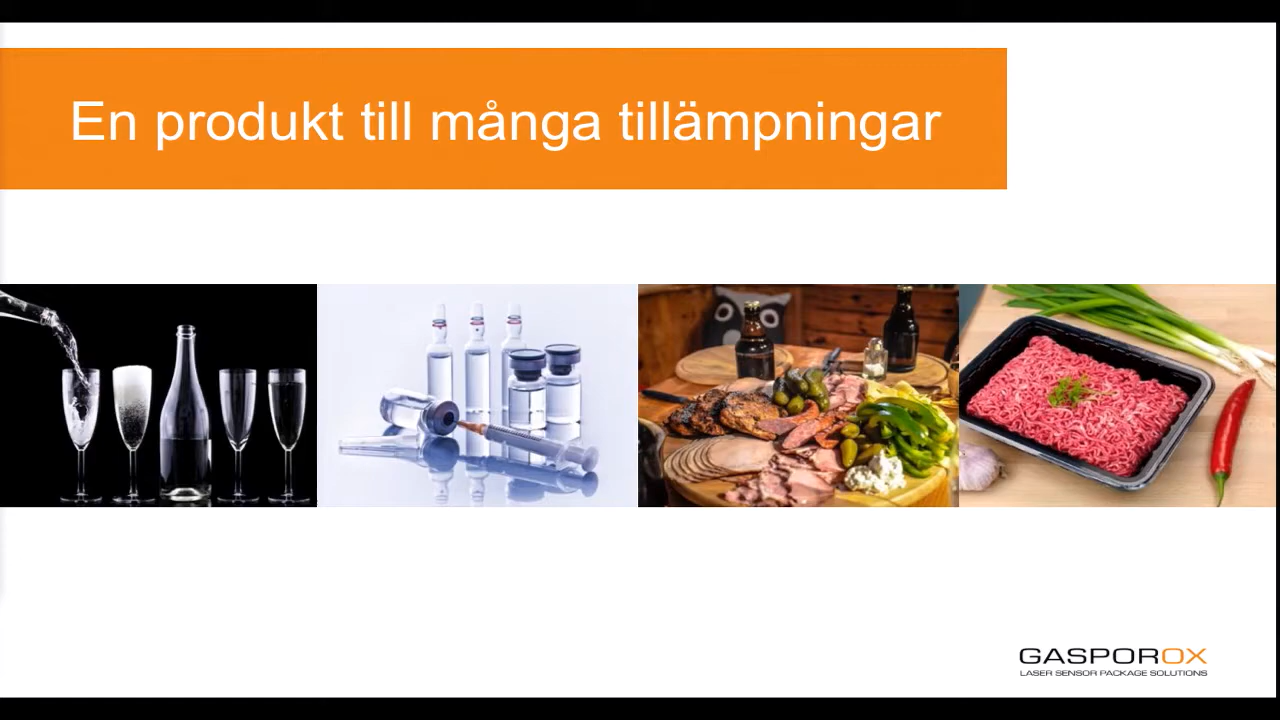 En produkt till många tillämpningar
GASPOROX
LASER SENSOR PACKAGE SOLUTIONS